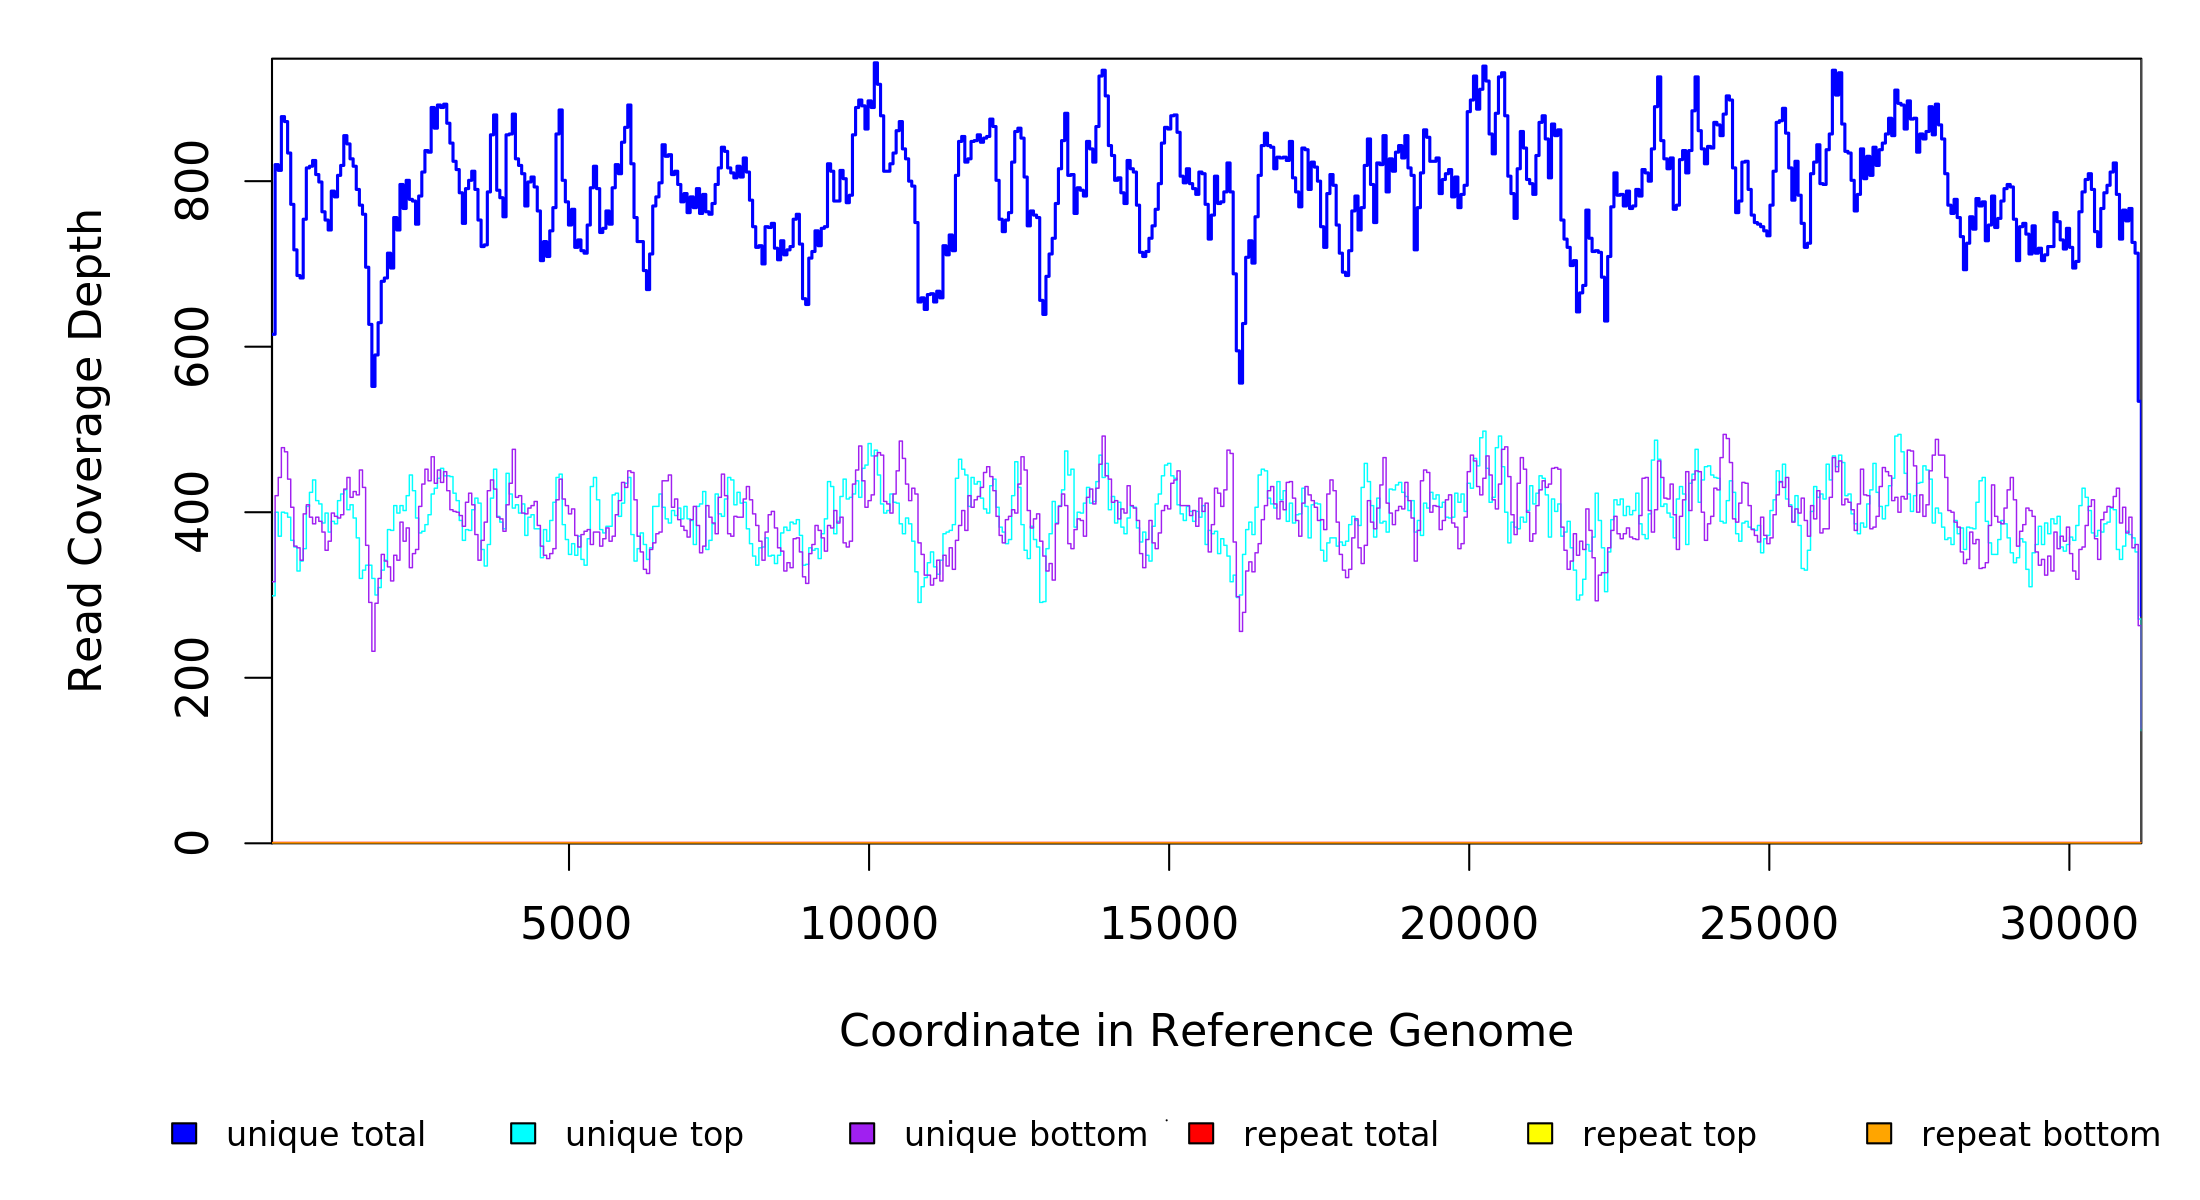 Read Coverage Depth
800
600
400
200
0
5000 10000 15000 20000 25000 30000
Coordinate in Reference Genome
unique total unique top unique bottom repeat total repeat top repeat bottom